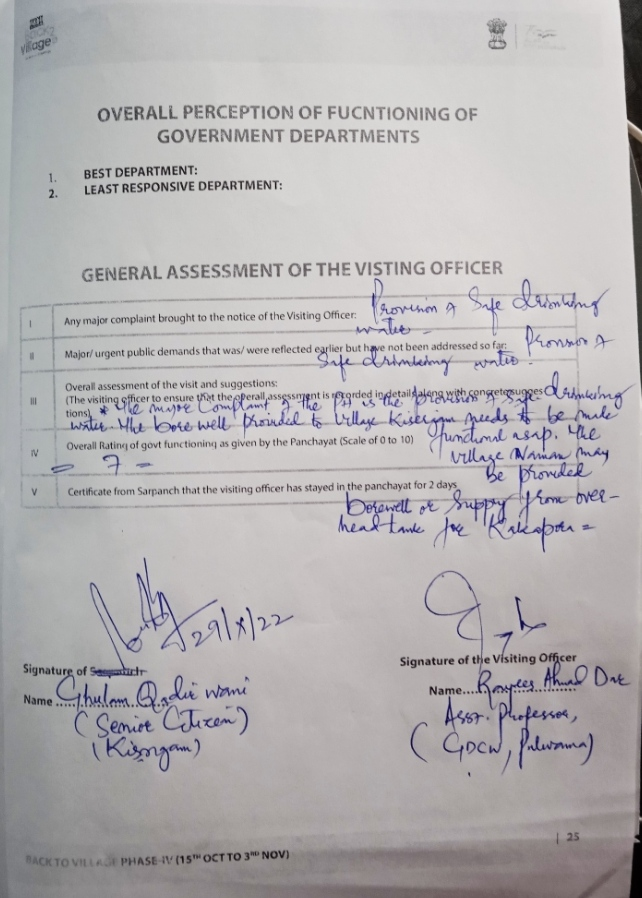 BACK
TO
Village
OVERALL PERCEPTION OF FUCNTIONING OF
GOVERNMENT DEPARTMENTS
1. BEST DEPARTMENT:
2. LEAST RESPONSIVE DEPARTMENT:
GENERAL ASSESSMENT OF THE VISTING OFFICER
I Any major complaint brought to the notice of the Visiting Officer: Provision of Safe drinking
water -
II Major/ urgent public demands that was/ were reflected earlier but have not been addressed so far: Provision of
Safe drinking water -
III Overall assessment of the visit and suggestions:
(The visiting officer to ensure that the overall assessment is recorded in detail along with concrete sugges-
tions) * The major Complaint of the is the provision of safe drinking
water. The bore well provided to village Kisrigam needs to be made
functional asap. The
village Naman may
be provided
borewell or Supply from over-
head tank for Kakapora =
IV Overall Rating of govt functioning as given by the Panchayat (Scale of 0 to 10)
= 7 -
V Certificate from Sarpanch that the visiting officer has stayed in the panchayat for 2 days
29/X/22
Signature of Sarpanch
Name ....Ghulam Qadir Wani
(Senior Citizen)
(Kisrigam)
Signature of the Visiting Officer
Name....Rayees Ahmad Dar
Asst. Professor,
(GDCW, Pulwama)
| 25
BACK TO VILLAGE PHASE-IV (15TH OCT TO 3RD NOV)